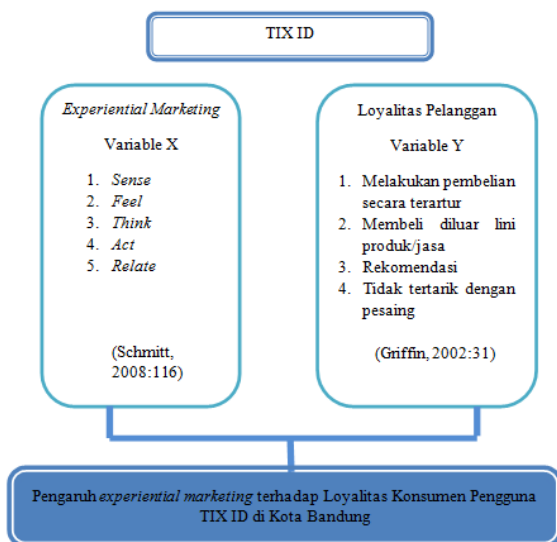 TIX ID
Experiential Marketing
Variable X
1. Sense
2. Feel
3. Think
4. Act
5. Relate
(Schmitt,
2008:116)
Loyalitas Pelanggan
Variable Y
1. Melakukan pembelian
secara terartur
2. Membeli diluar lini
produk/jasa
3. Rekomendasi
4. Tidak tertarik dengan
pesaing
(Griffin, 2002:31)
Pengaruh experiential marketing terhadap Loyalitas Konsumen Pengguna
TIX ID di Kota Bandung